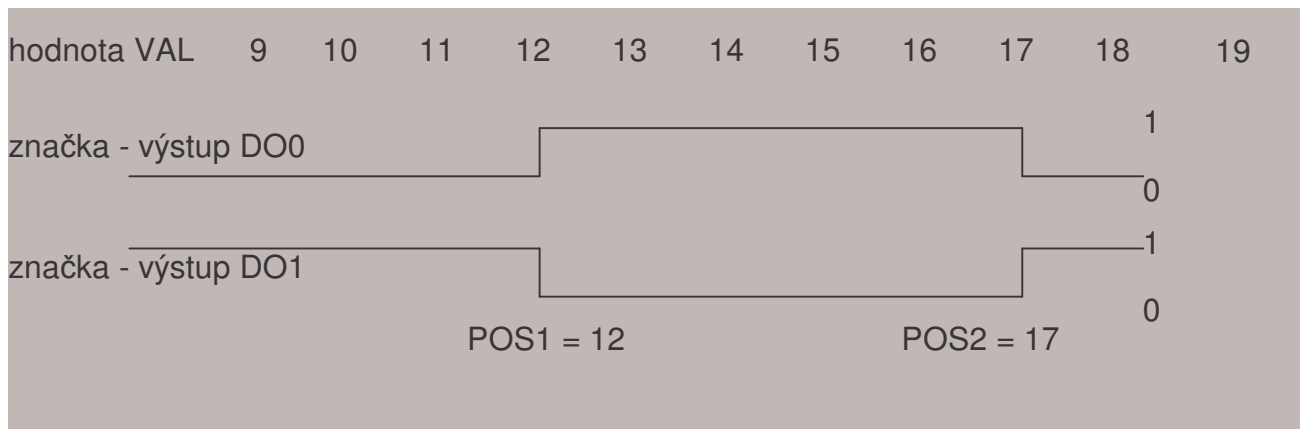 hodnota VAL 9 10 11 12 13 14 15 16 17 18 19
1
značka - výstup DO0
0
1
značka - výstup DO1
0
POS1 = 12 POS2 = 17